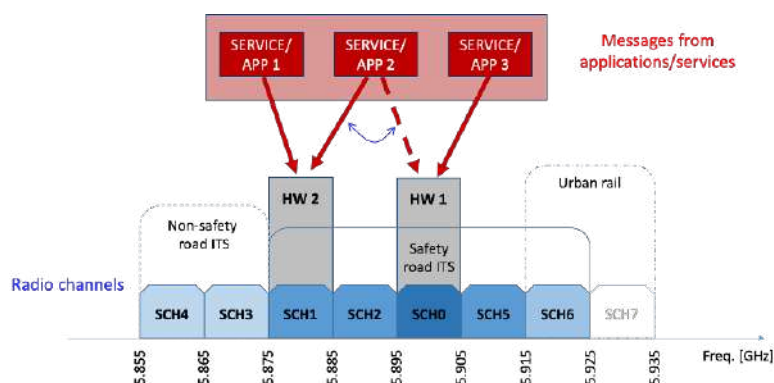 SERVICE/
APP 1
SERVICE/
APP 2
SERVICE/
APP 3
Messages from
applications/services
HW 2
HW 1
Urban rail
Non-safety
road ITS
Safety
road ITS
Radio channels
SCH4
SCH3
SCH1
SCH2
SCH0
SCH5
SCH6
SCH7
5.855
5.865
5.875
5.885
5.895
5.905
5.915
5.925
5.935
Freq. [GHz]